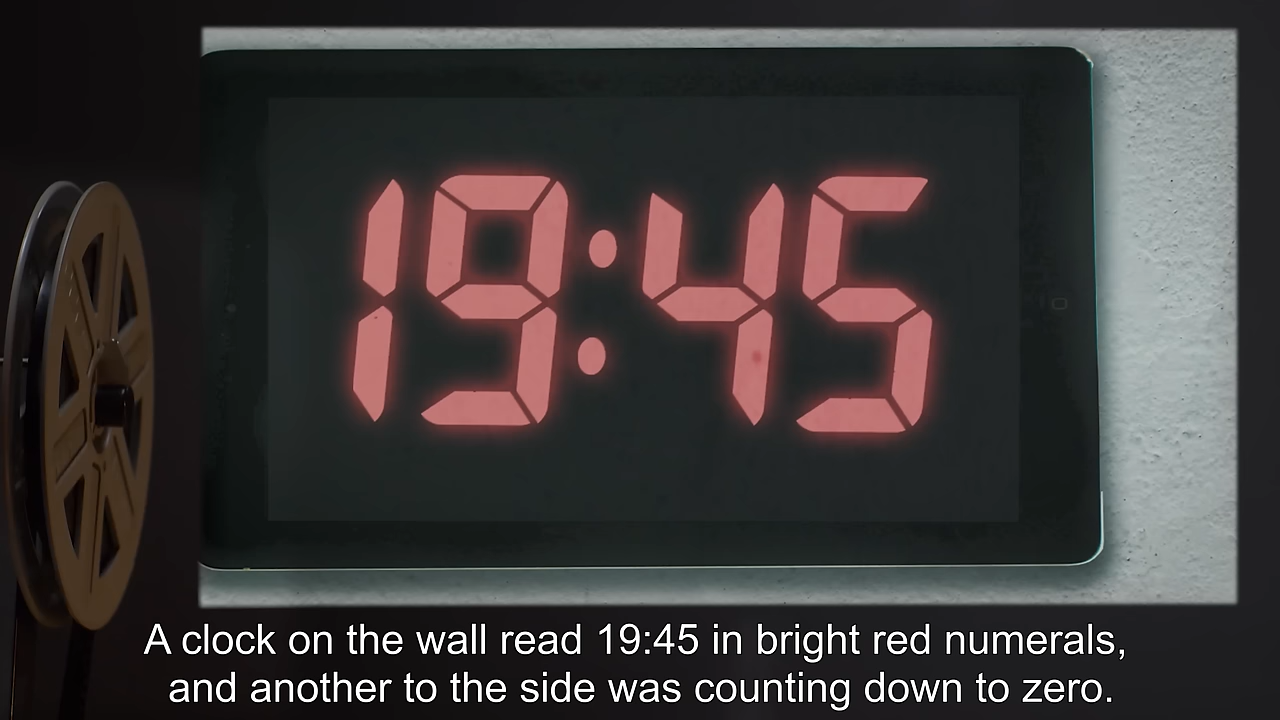 19:45
A clock on the wall read 19:45 in bright red numerals,
and another to the side was counting down to zero.